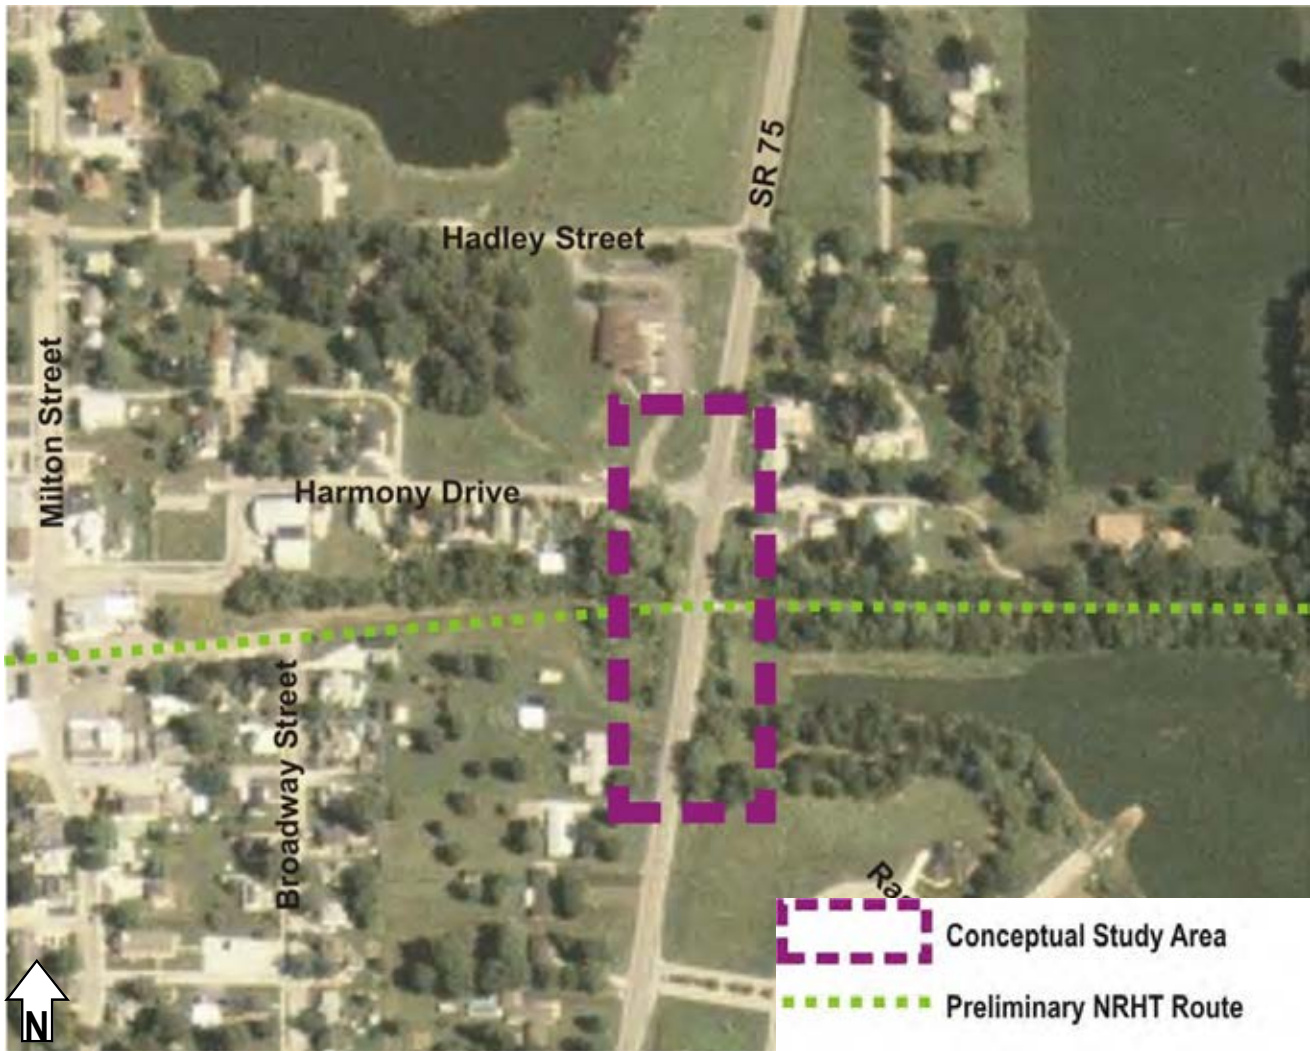 SR 75
Hadley Street
Milton Street
Harmony Drive
Broadway Street
Conceptual Study Area
Preliminary NRHT Route
N